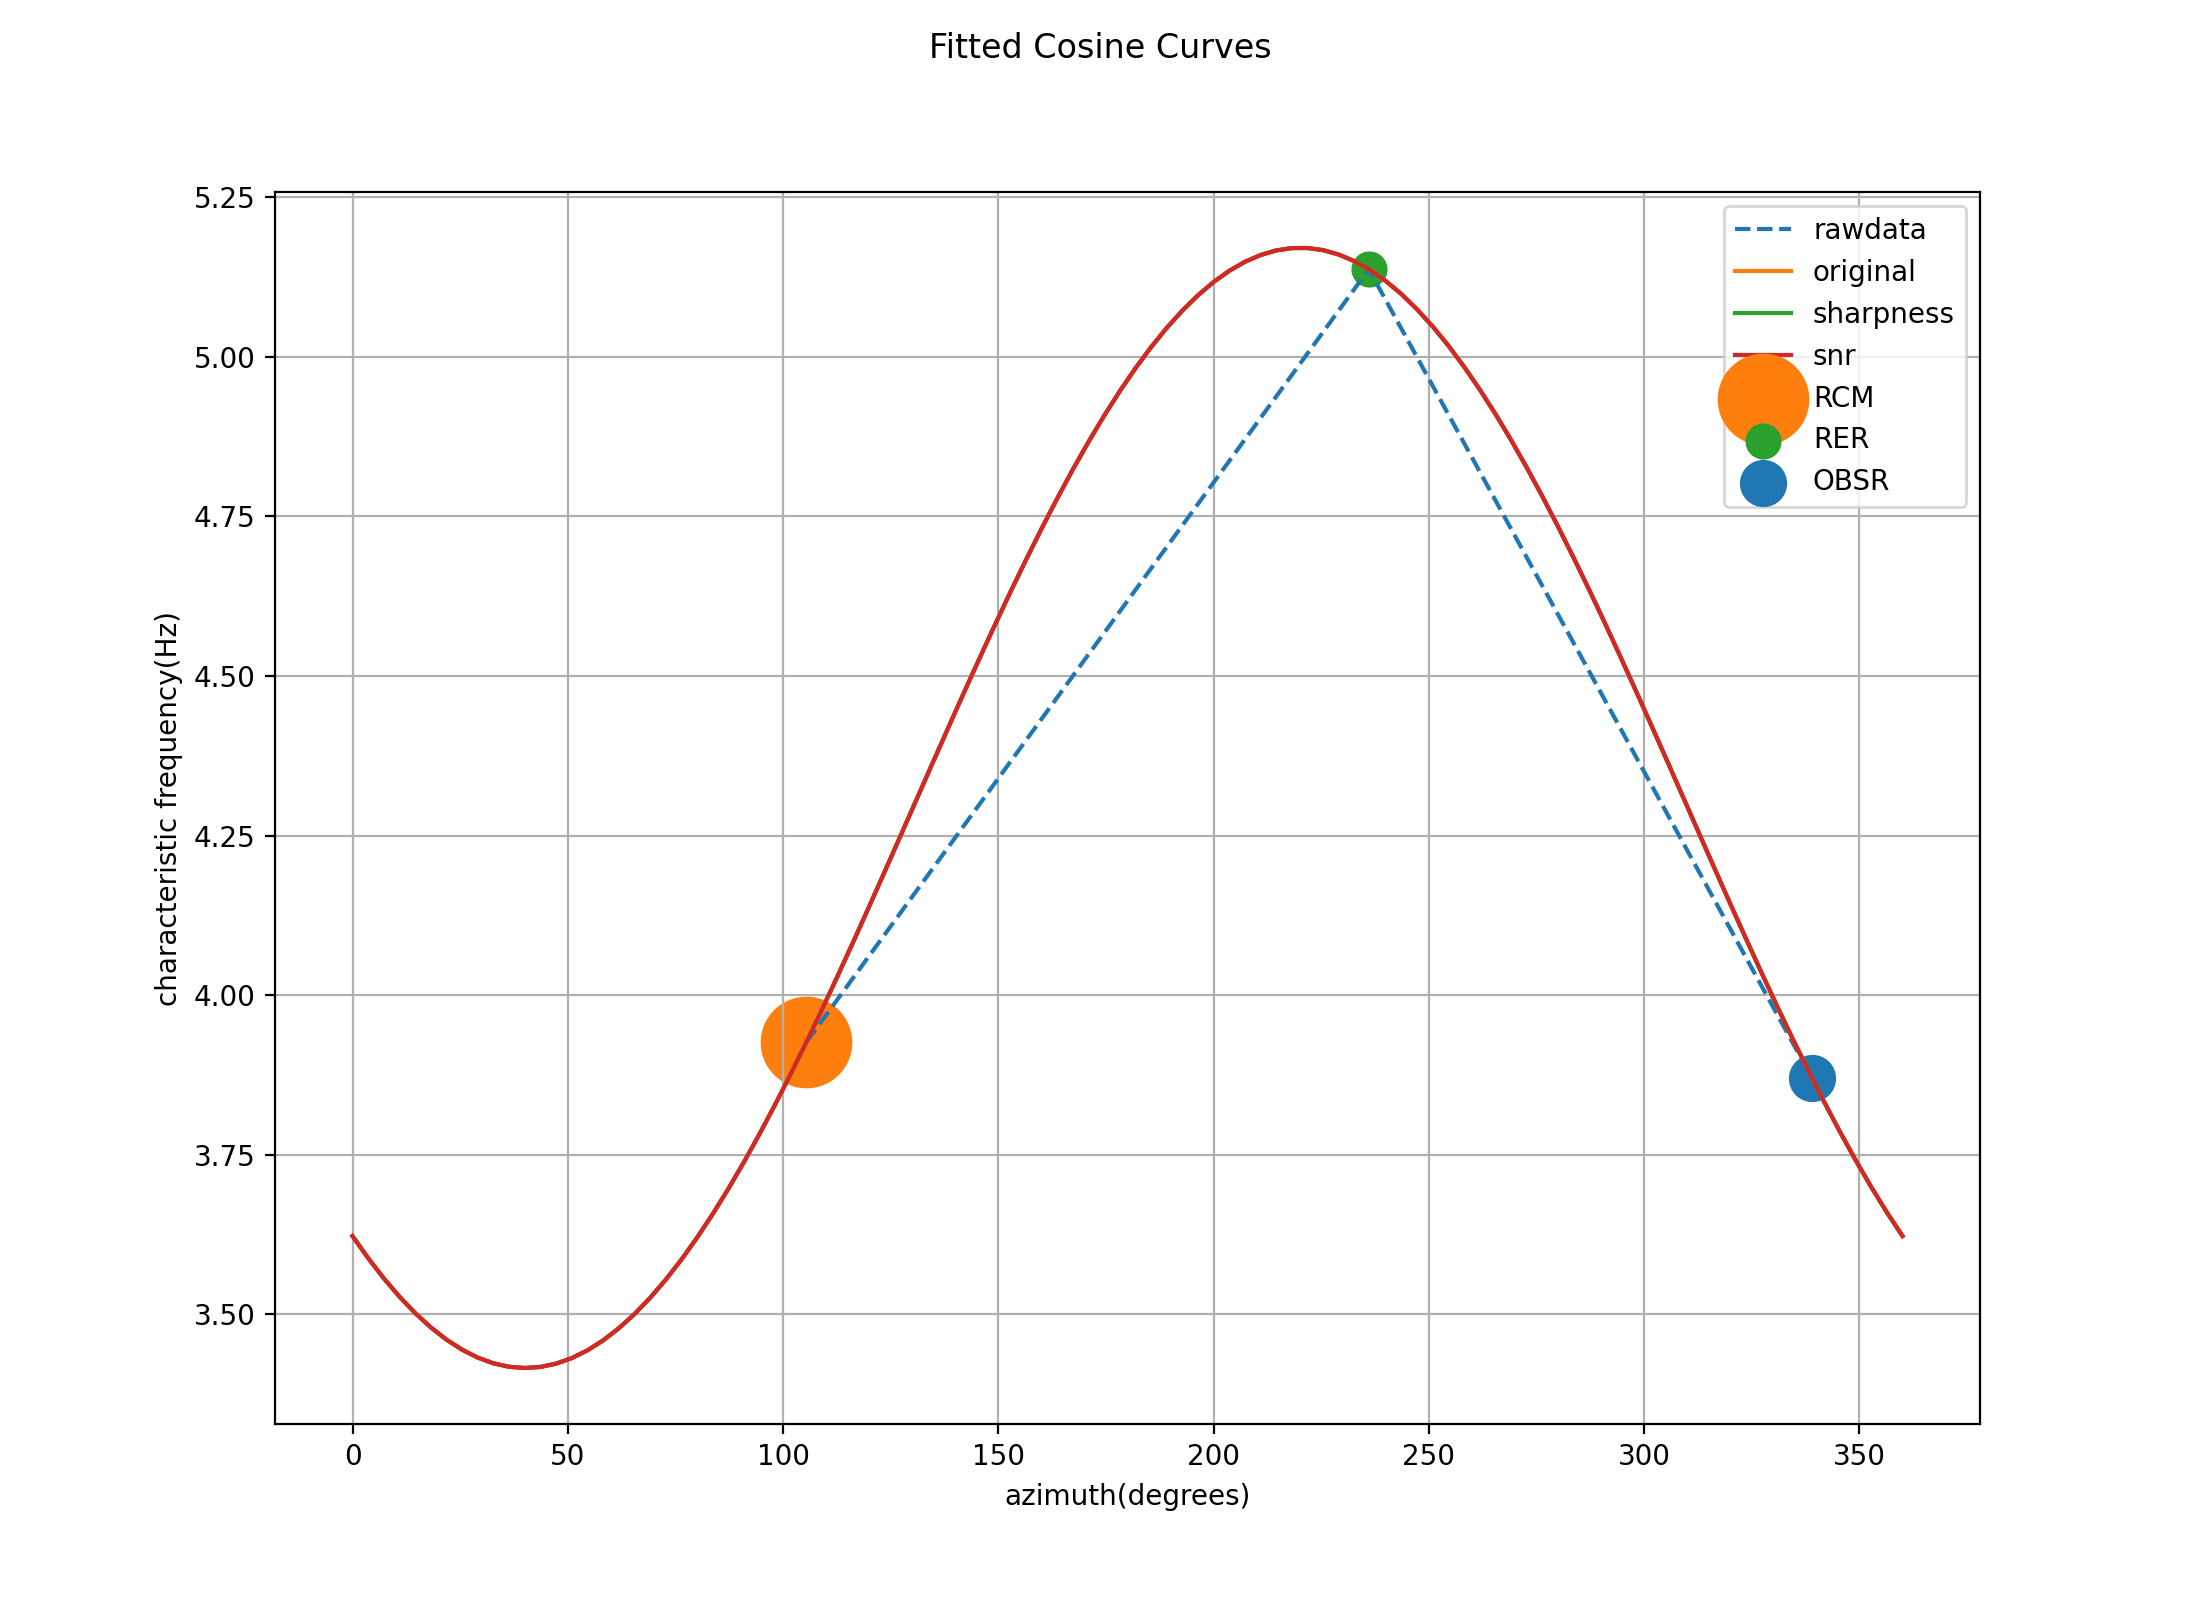 Fitted Cosine Curves
5.25
5.00
4.75
4.50
4.25
4.00
3.75
3.50
characteristic frequency(Hz)
rawdata
original
sharpness
snr
RCM
RER
OBSR
0 50 100 150 200 250 300 350
azimuth(degrees)